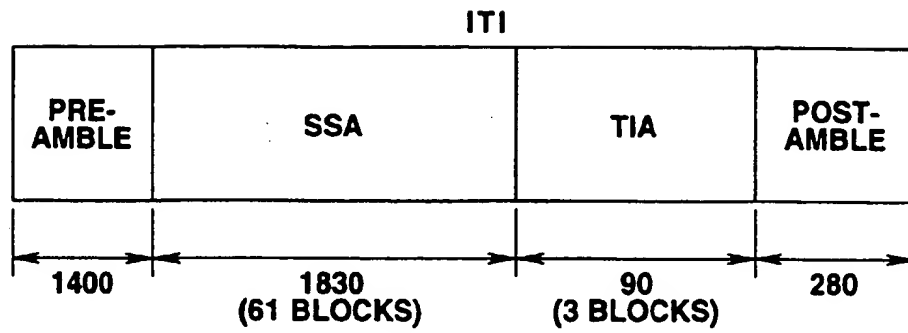 ITI
PRE-
AMBLE
SSA
TIA
POST-
AMBLE
1400
1830
(61 BLOCKS)
90
(3 BLOCKS)
280